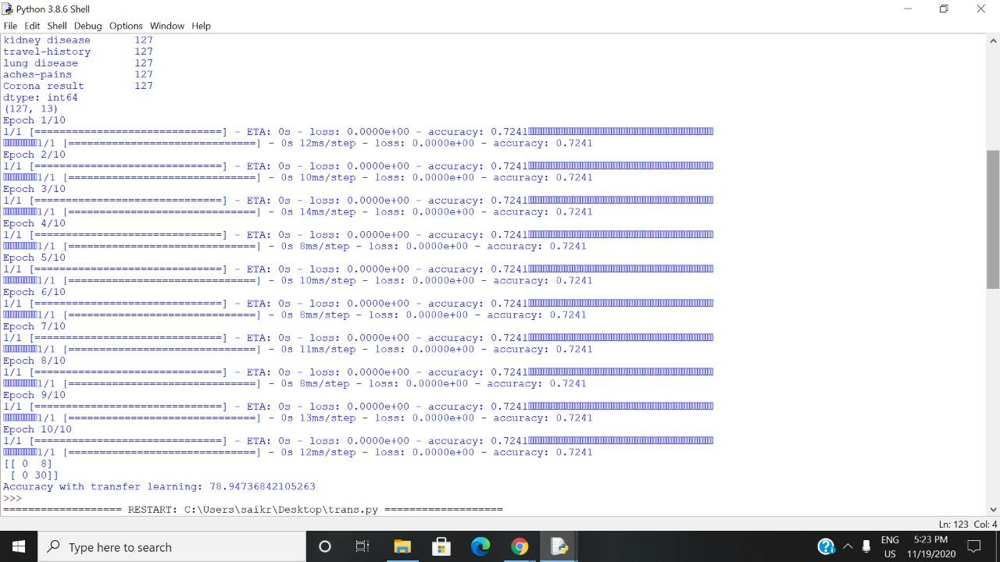 Python 3.8.6 Shell
File Edit Shell Debug Options Window Help
kidney disease 127
travel-history 127
lung disease 127
aches-pains 127
Corona result 127
dtype: int64
(127, 13)
Epoch 1/10
1/1 [==============================] - ETA: 0s - loss: 0.0000e+00 - accuracy: 0.7241
1/1 [==============================] - 0s 12ms/step - loss: 0.0000e+00 - accuracy: 0.7241
Epoch 2/10
1/1 [==============================] - ETA: 0s - loss: 0.0000e+00 - accuracy: 0.7241
1/1 [==============================] - 0s 10ms/step - loss: 0.0000e+00 - accuracy: 0.7241
Epoch 3/10
1/1 [==============================] - ETA: 0s - loss: 0.0000e+00 - accuracy: 0.7241
1/1 [==============================] - 0s 14ms/step - loss: 0.0000e+00 - accuracy: 0.7241
Epoch 4/10
1/1 [==============================] - ETA: 0s - loss: 0.0000e+00 - accuracy: 0.7241
1/1 [==============================] - 0s 8ms/step - loss: 0.0000e+00 - accuracy: 0.7241
Epoch 5/10
1/1 [==============================] - ETA: 0s - loss: 0.0000e+00 - accuracy: 0.7241
1/1 [==============================] - 0s 10ms/step - loss: 0.0000e+00 - accuracy: 0.7241
Epoch 6/10
1/1 [==============================] - ETA: 0s - loss: 0.0000e+00 - accuracy: 0.7241
1/1 [==============================] - 0s 8ms/step - loss: 0.0000e+00 - accuracy: 0.7241
Epoch 7/10
1/1 [==============================] - ETA: 0s - loss: 0.0000e+00 - accuracy: 0.7241
1/1 [==============================] - 0s 11ms/step - loss: 0.0000e+00 - accuracy: 0.7241
Epoch 8/10
1/1 [==============================] - ETA: 0s - loss: 0.0000e+00 - accuracy: 0.7241
1/1 [==============================] - 0s 8ms/step - loss: 0.0000e+00 - accuracy: 0.7241
Epoch 9/10
1/1 [==============================] - ETA: 0s - loss: 0.0000e+00 - accuracy: 0.7241
1/1 [==============================] - 0s 13ms/step - loss: 0.0000e+00 - accuracy: 0.7241
Epoch 10/10
1/1 [==============================] - ETA: 0s - loss: 0.0000e+00 - accuracy: 0.7241
1/1 [==============================] - 0s 12ms/step - loss: 0.0000e+00 - accuracy: 0.7241
[[ 0  8]
 [ 0 30]]
Accuracy with transfer learning: 78.94736842105263
>>>
=================== RESTART: C:\Users\saikr\Desktop\trans.py ===================
Ln: 123 Col: 4
Type here to search
ENG
US
5:23 PM
11/19/2020